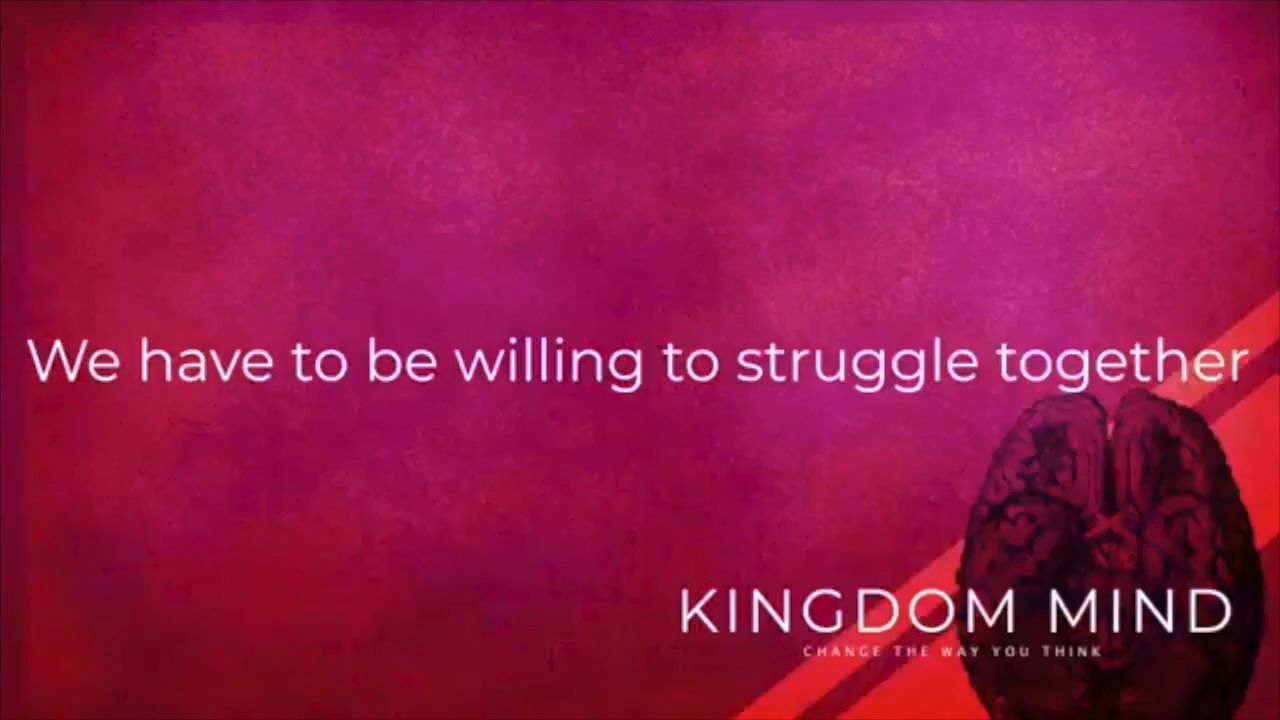 We have to be willing to struggle together
KINGDOM MIND
CHANGE THE WAY YOU THINK